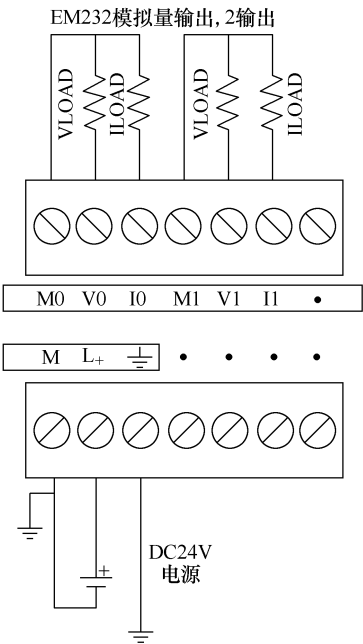 EM232模拟量输出，2输出
VLOAD ILOAD VLOAD ILOAD
M0 V0 I0 M1 V1 I1 •
M L+ • • • •
+
DC24V
电源